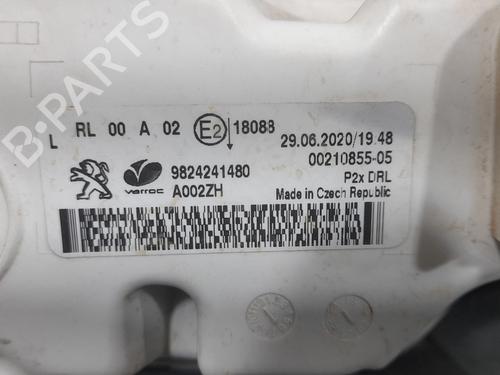 RL 00 A 02 E2 18088
L
29.06.2020/19:48
00210855-05
varroc 9824241480 P2x DRL
A002ZH Made in Czech Republic
B-PARTS